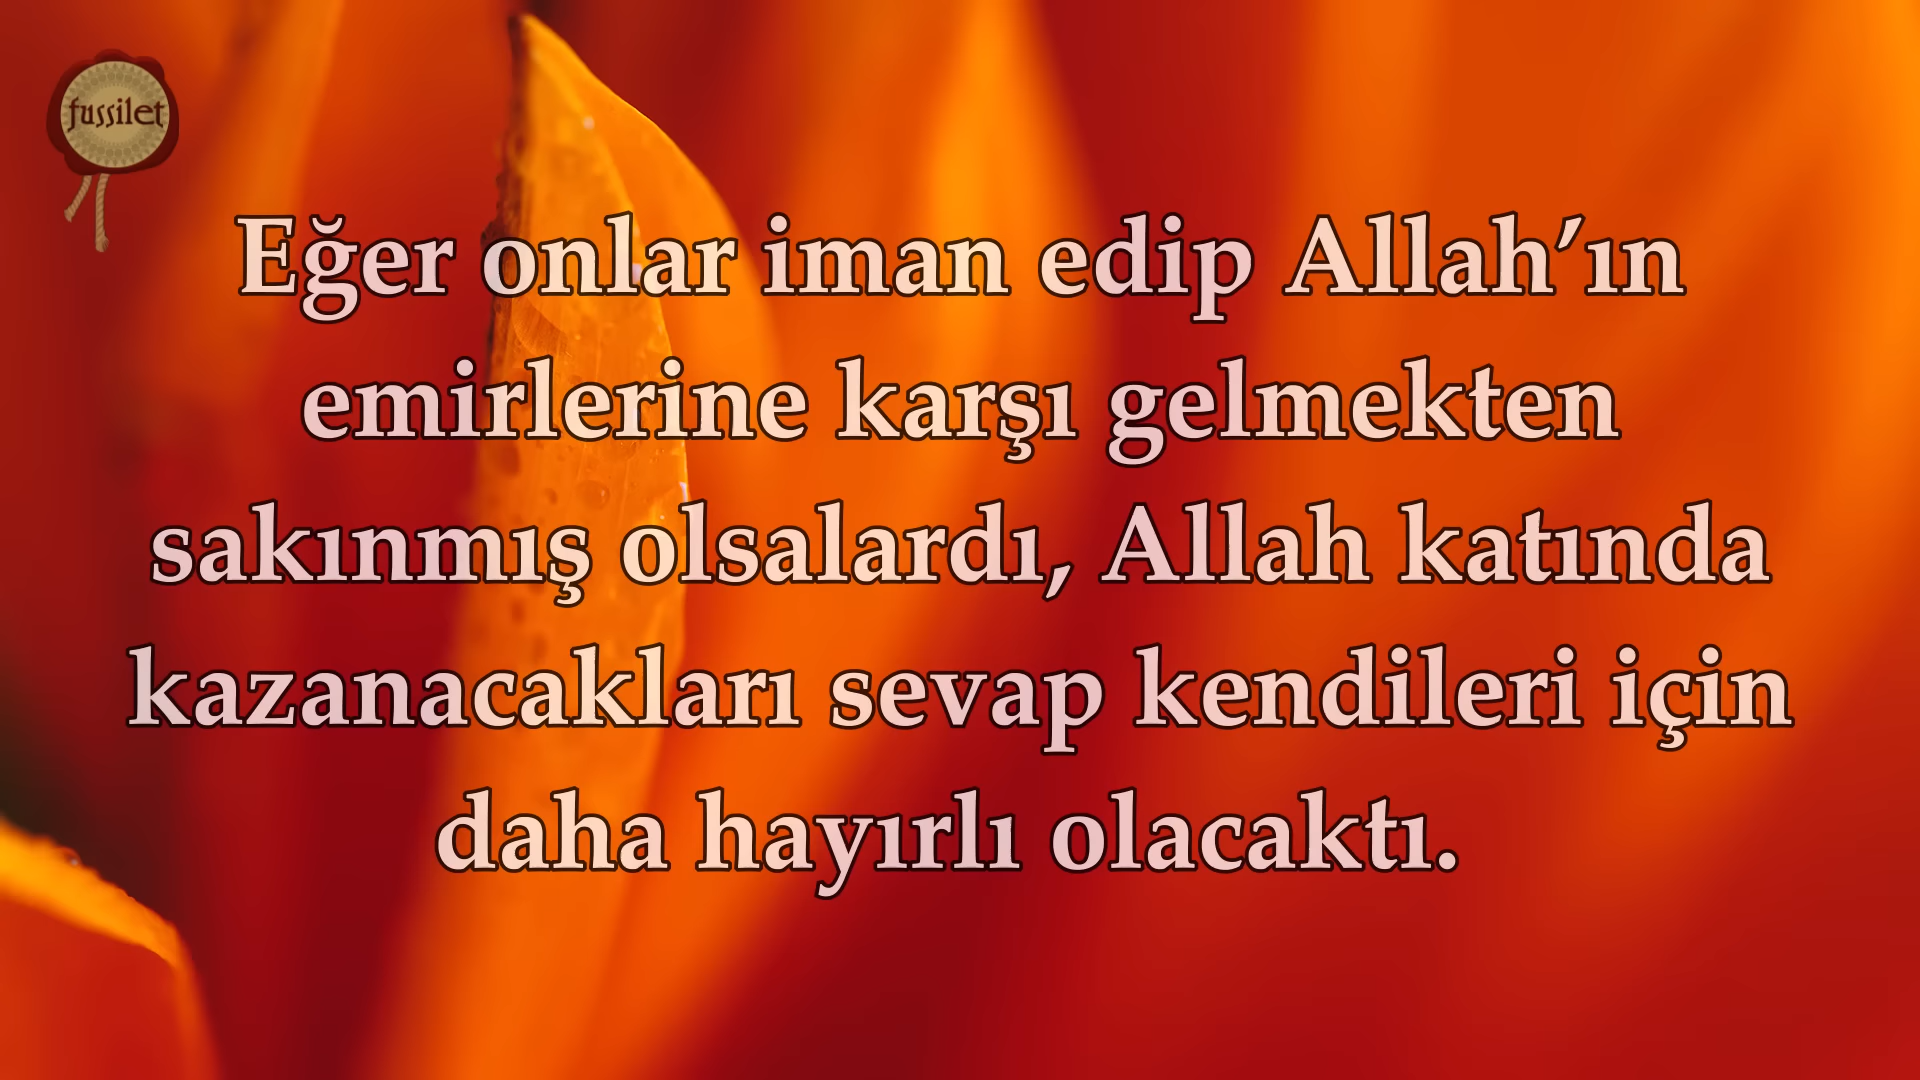 fussilet
Eğer onlar iman edip Allah’ın
emirlerine karşı gelmekten
sakınmış olsalardı, Allah katında
kazanacakları sevap kendileri için
daha hayırlı olacaktı.